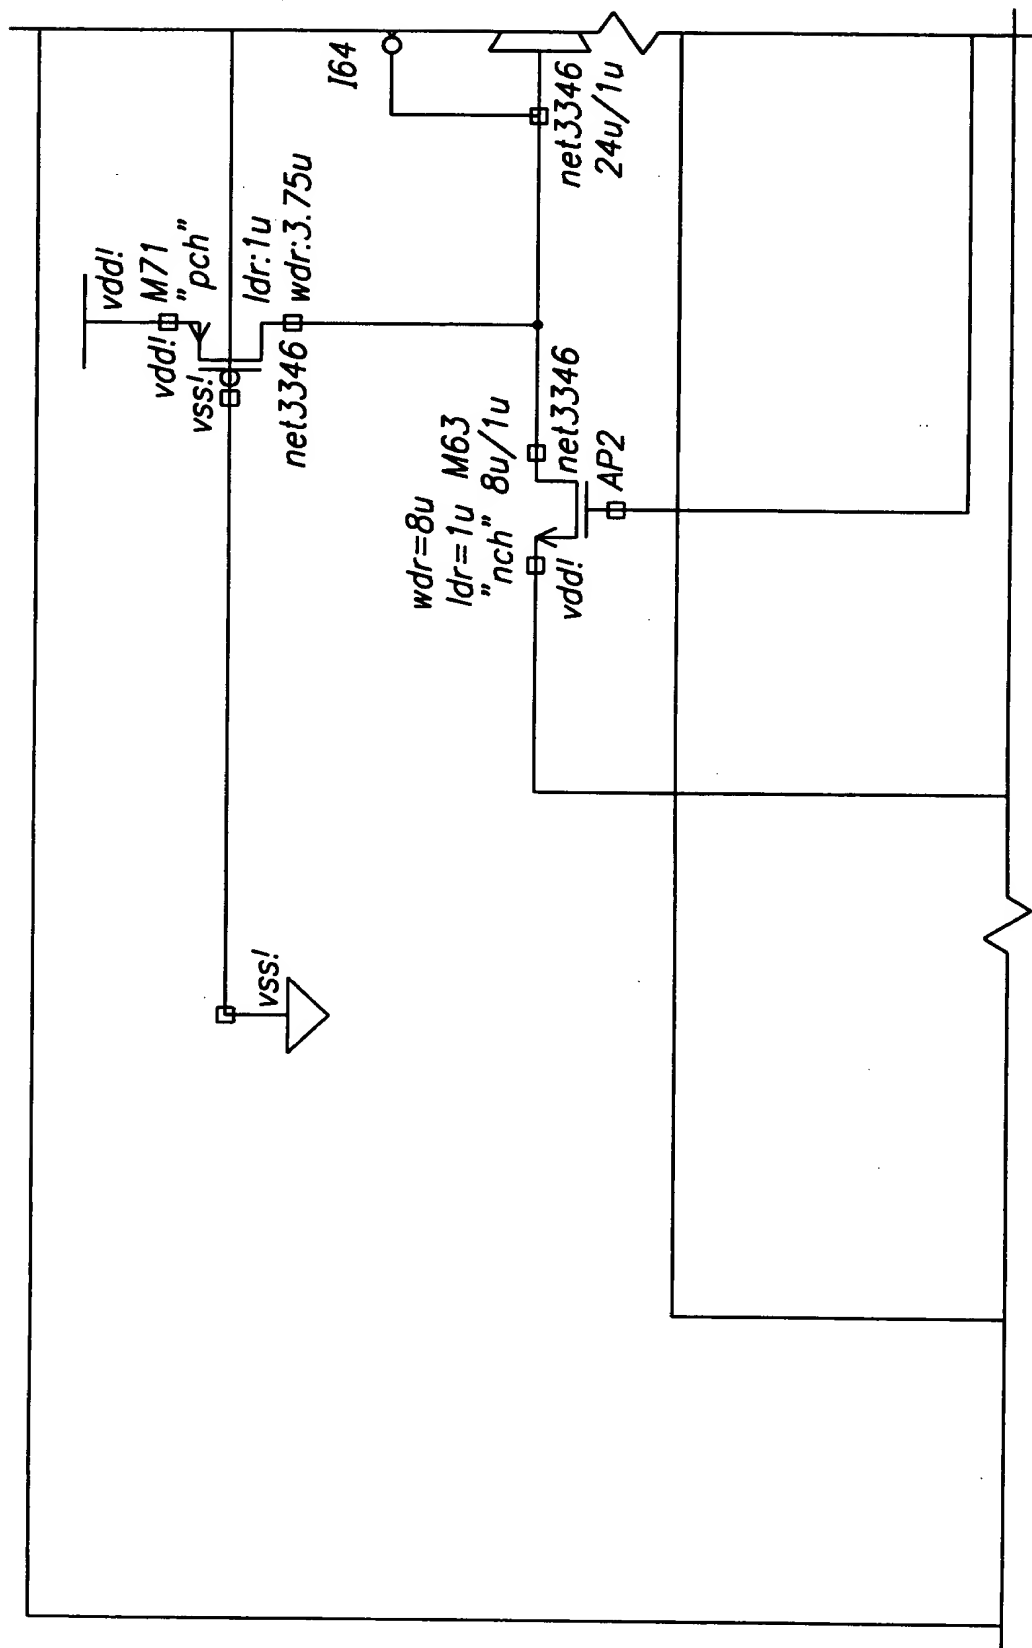 I64
net3346
24u/1u
vdd!
M71
"pch"
vdd!
vss!
ldr:1u
wdr:3.75u
net3346
wdr=8u
ldr=1u M63
"nch" 8u/1u
vdd!
net3346
AP2
vss!